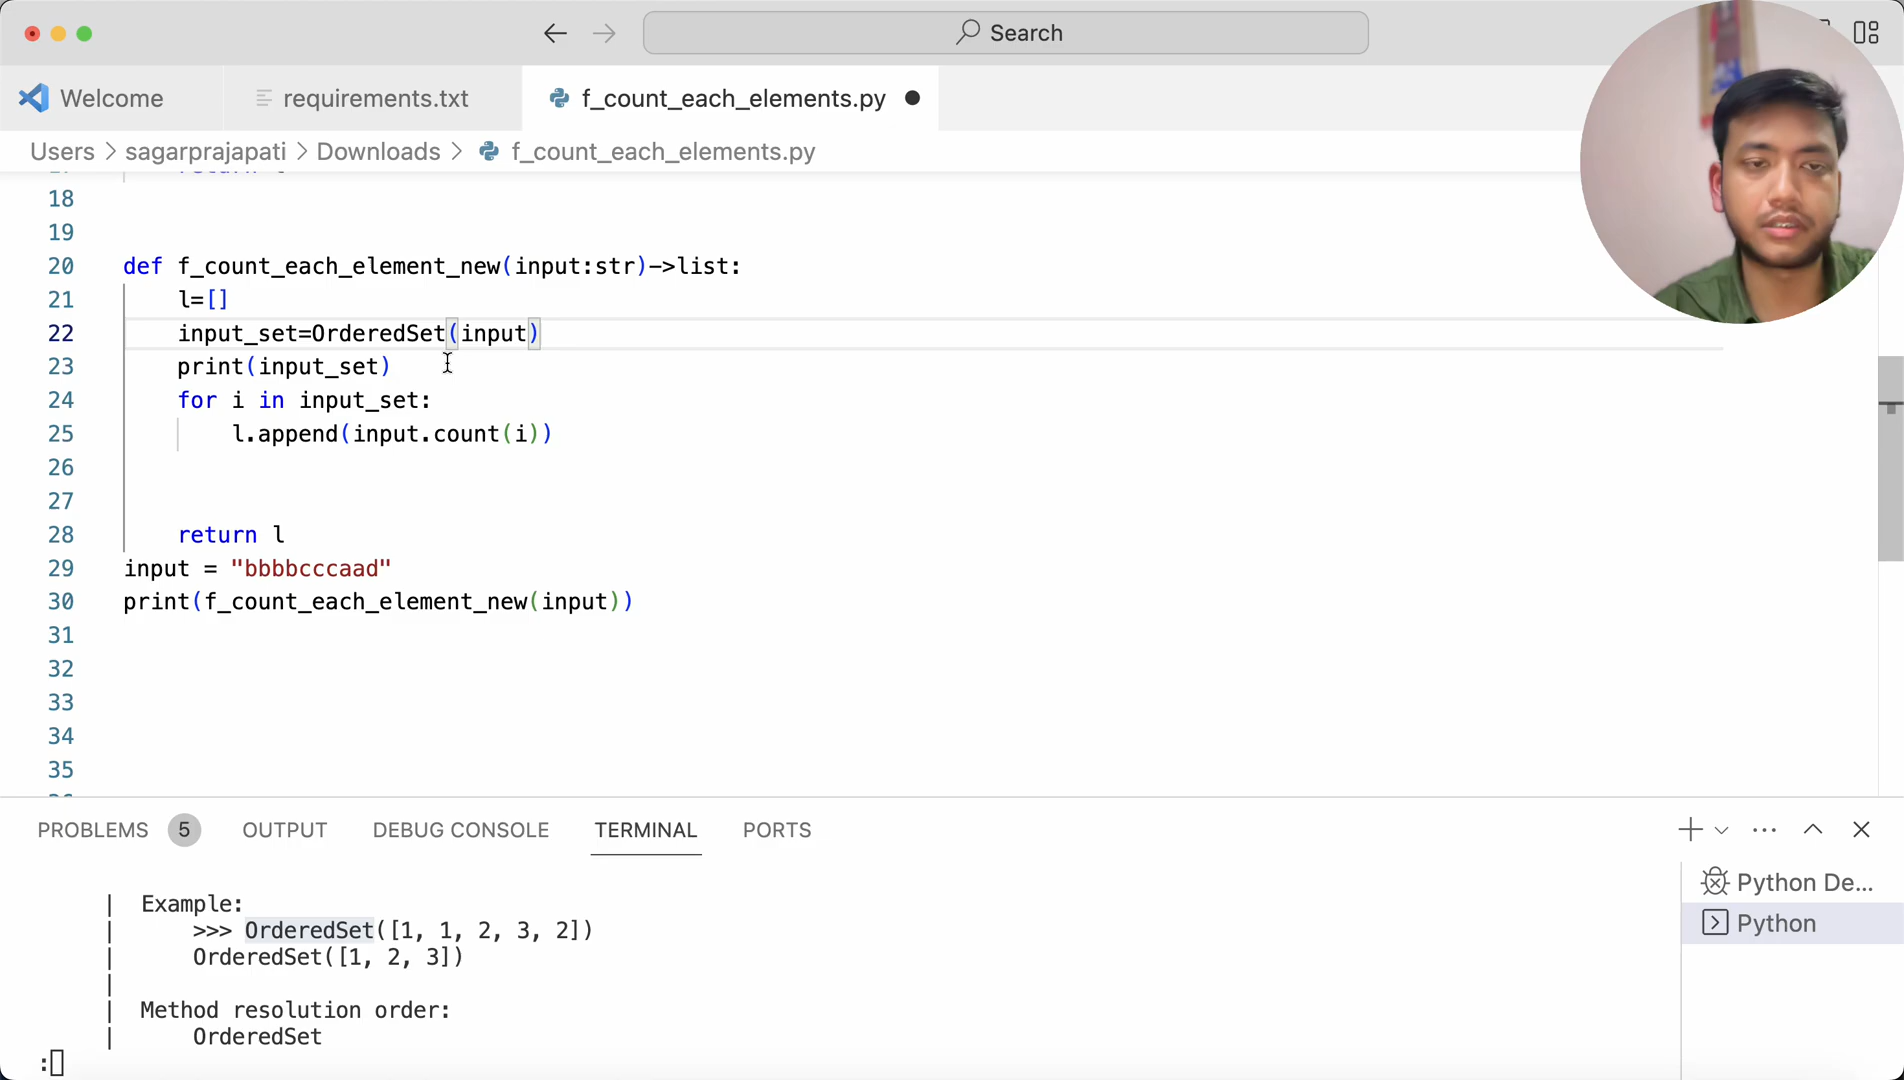 Search
Welcome
requirements.txt
f_count_each_elements.py
Users > sagarprajapati > Downloads > f_count_each_elements.py
18
19
20 def f_count_each_element_new(input:str)->list:
21 l=[]
22 input_set=OrderedSet(input)
23 print(input_set)
24 for i in input_set:
25 l.append(input.count(i))
26
27
28 return l
29 input = "bbbbcccaad"
30 print(f_count_each_element_new(input))
31
32
33
34
35
PROBLEMS 5 OUTPUT DEBUG CONSOLE TERMINAL PORTS
| Example:
| >>> OrderedSet([1, 1, 2, 3, 2])
| OrderedSet([1, 2, 3])
|
| Method resolution order:
| OrderedSet
:
Python De...
Python